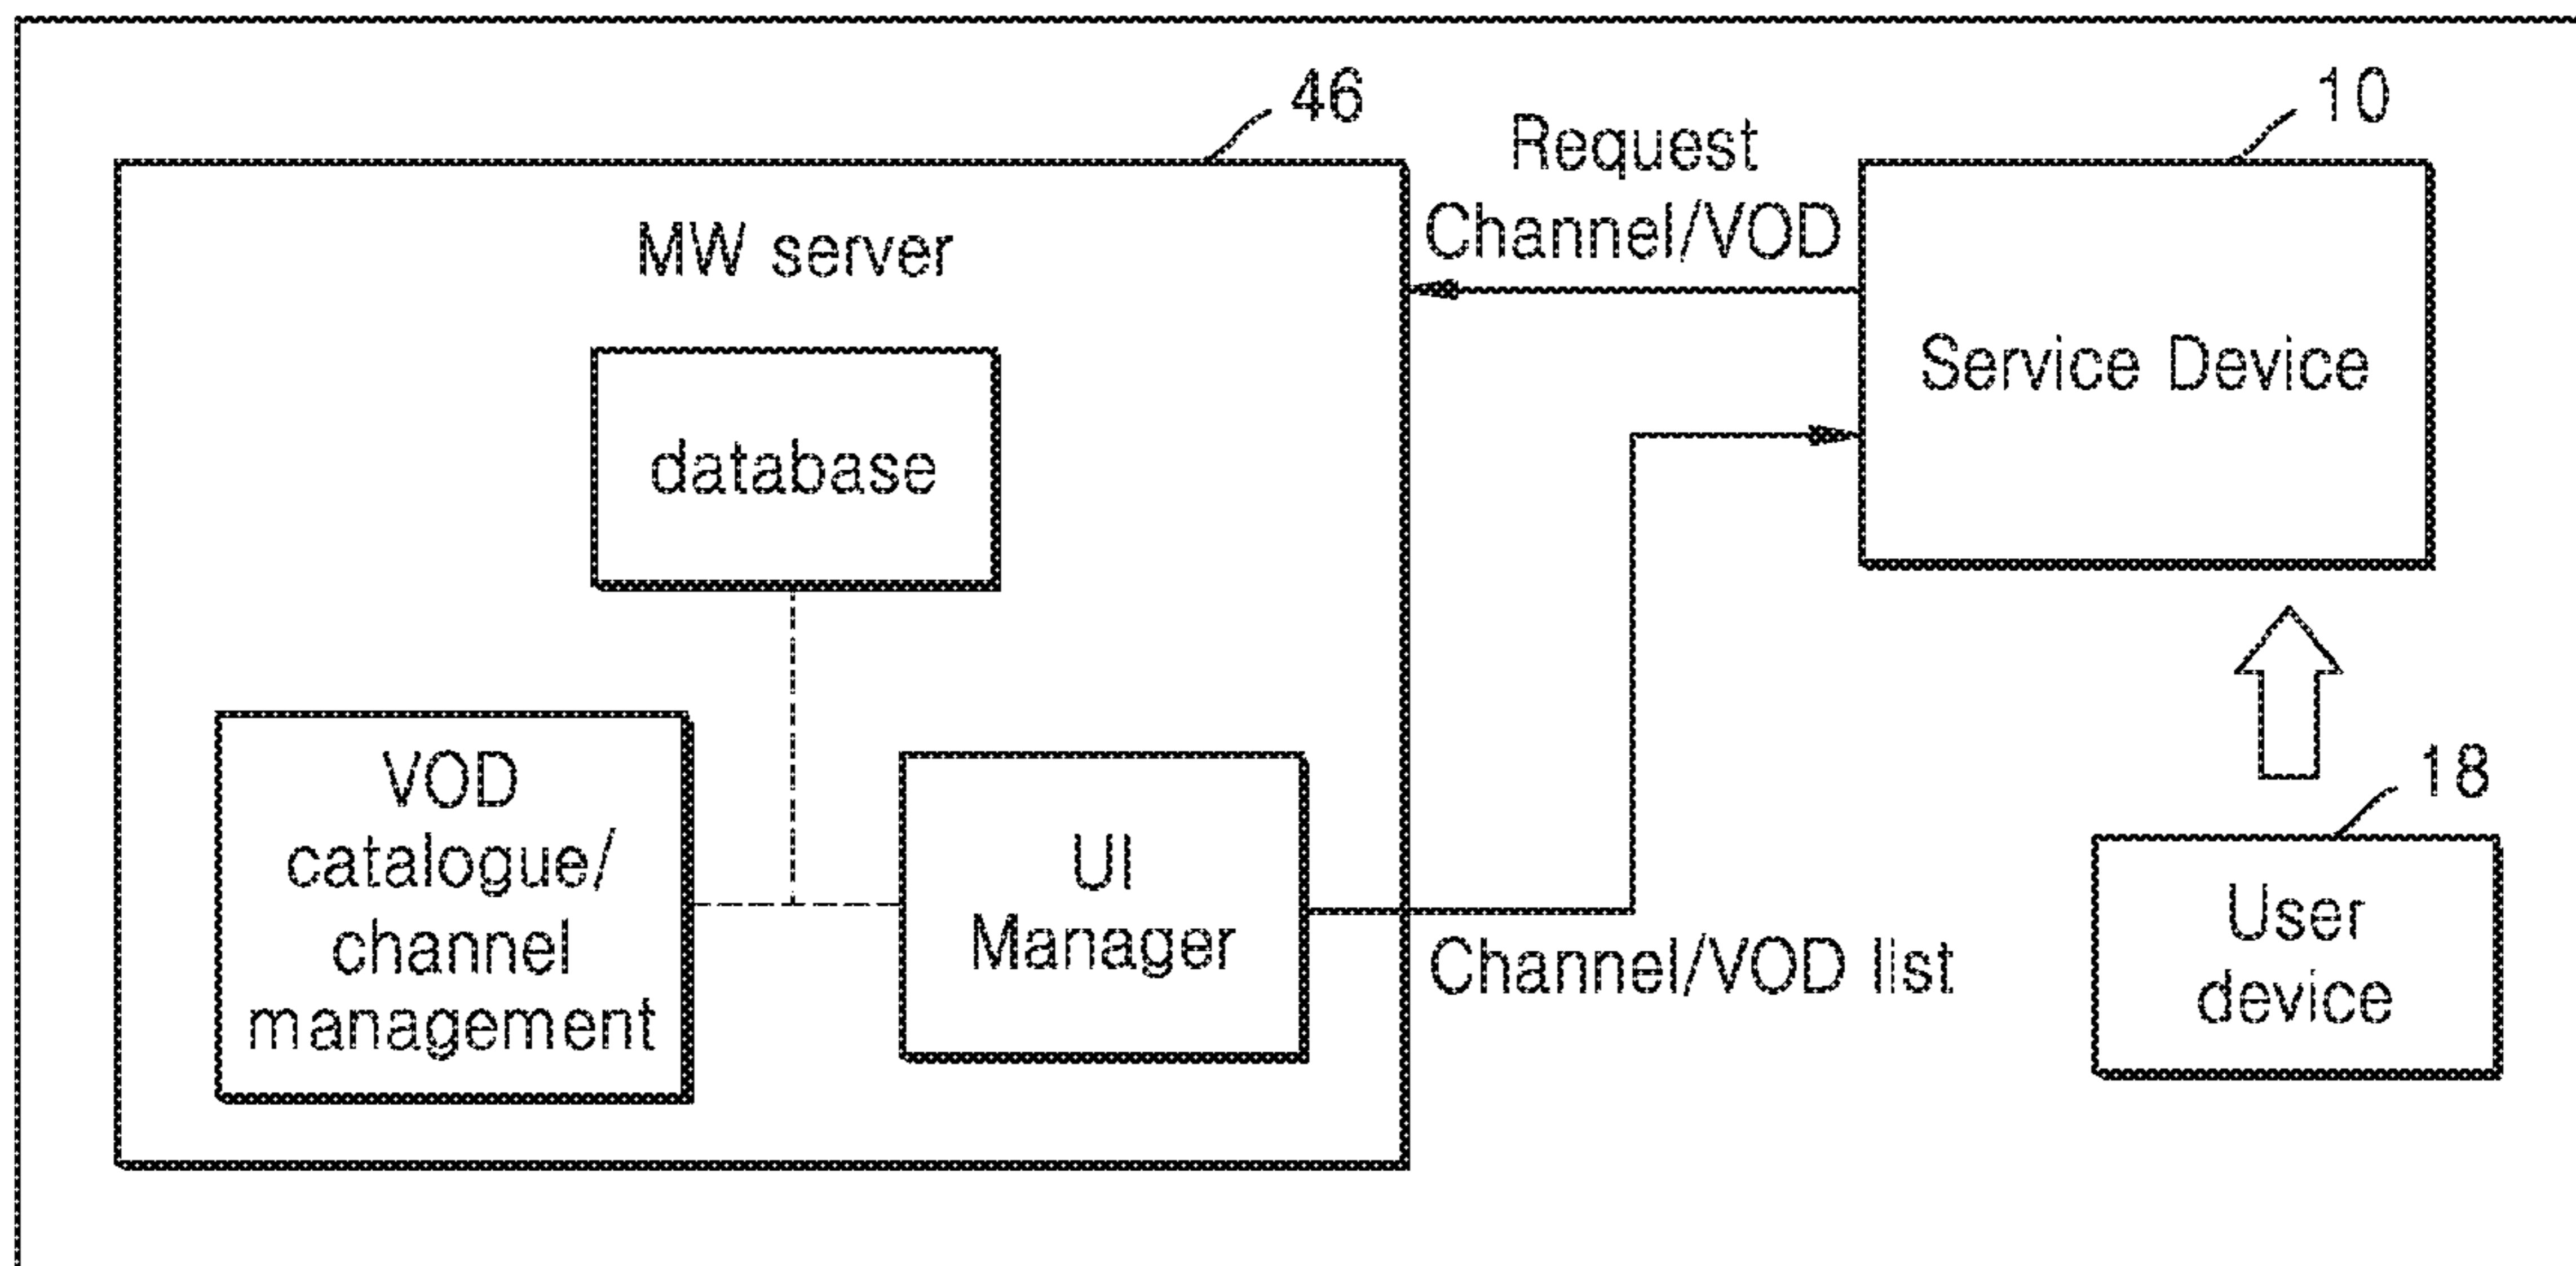 46
10
Request
Channel/VOD
MW server
Service Device
database
18
VOD
catalogue/
channel
management
UI
Manager
Channel/VOD list
User
device